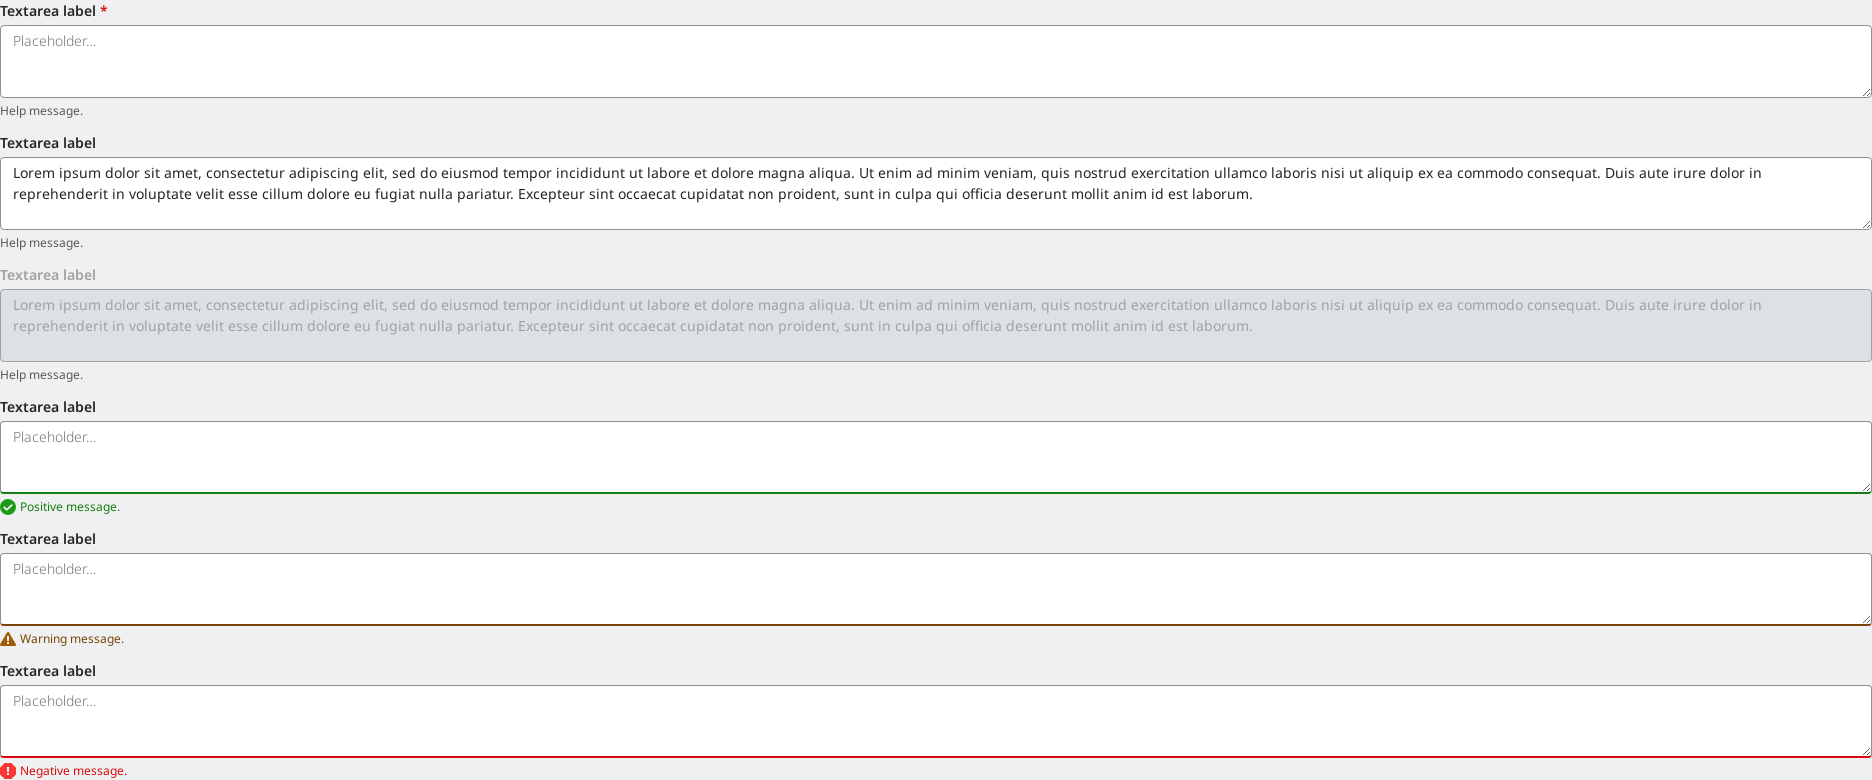 Textarea label *
Placeholder...
Help message.
Textarea label
Lorem ipsum dolor sit amet, consectetur adipiscing elit, sed do eiusmod tempor incididunt ut labore et dolore magna aliqua. Ut enim ad minim veniam, quis nostrud exercitation ullamco laboris nisi ut aliquip ex ea commodo consequat. Duis aute irure dolor in
reprehenderit in voluptate velit esse cillum dolore eu fugiat nulla pariatur. Excepteur sint occaecat cupidatat non proident, sunt in culpa qui officia deserunt mollit anim id est laborum.
Help message.
Textarea label
Lorem ipsum dolor sit amet, consectetur adipiscing elit, sed do eiusmod tempor incididunt ut labore et dolore magna aliqua. Ut enim ad minim veniam, quis nostrud exercitation ullamco laboris nisi ut aliquip ex ea commodo consequat. Duis aute irure dolor in
reprehenderit in voluptate velit esse cillum dolore eu fugiat nulla pariatur. Excepteur sint occaecat cupidatat non proident, sunt in culpa qui officia deserunt mollit anim id est laborum.
Help message.
Textarea label
Placeholder...
Positive message.
Textarea label
Placeholder...
Warning message.
Textarea label
Placeholder...
Negative message.